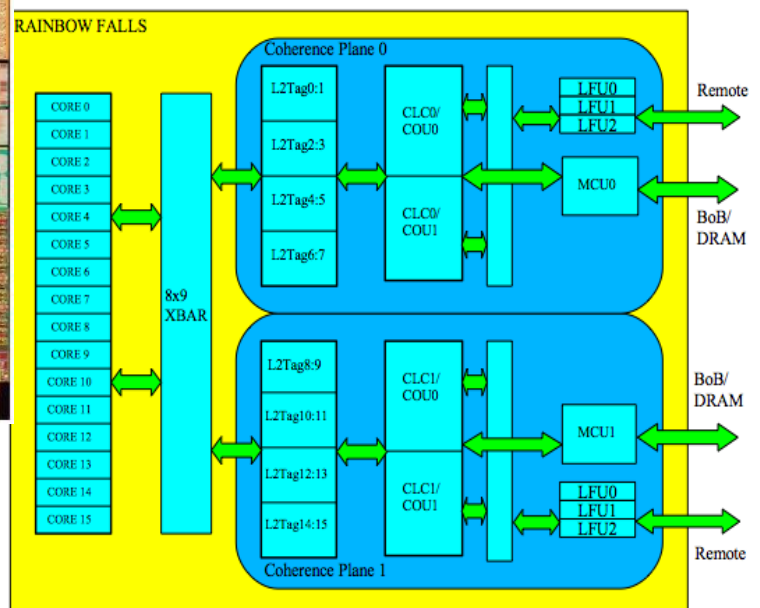 RAINBOW FALLS
CORE 0
CORE 1
CORE 2
CORE 3
CORE 4
CORE 5
CORE 6
CORE 7
CORE 8
CORE 9
CORE 10
CORE 11
CORE 12
CORE 13
CORE 14
CORE 15
8x9
XBAR
Coherence Plane 0
L2Tag0:1
L2Tag2:3
L2Tag4:5
L2Tag6:7
CLC0/
COU0
CLC0/
COU1
LFU0
LFU1
LFU2
MCU0
Remote
BoB/
DRAM
L2Tag8:9
L2Tag10:11
L2Tag12:13
L2Tag14:15
CLC1/
COU0
CLC1/
COU1
MCU1
LFU0
LFU1
LFU2
BoB/
DRAM
Remote
Coherence Plane 1